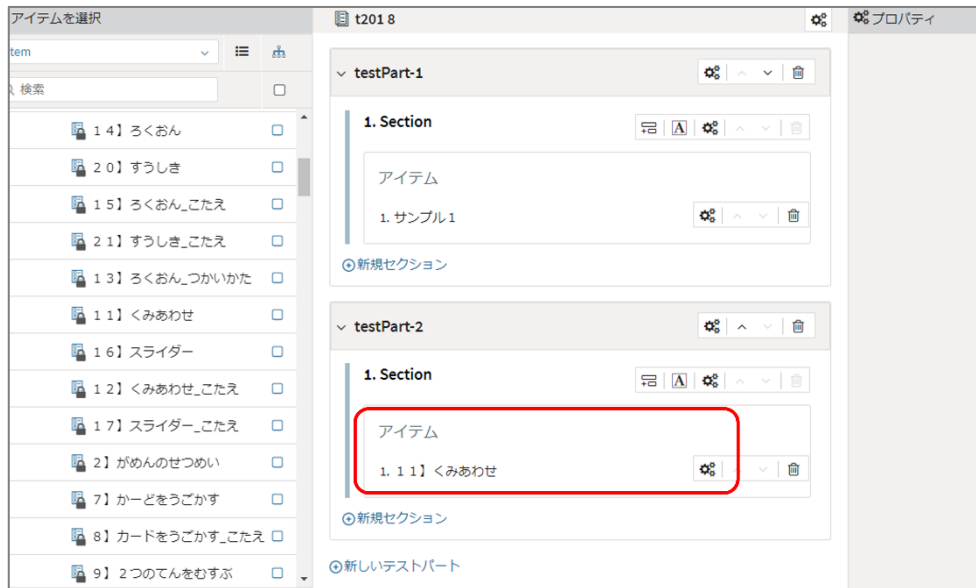 アイテムを選択
tem
検索
14】ろくおん
20】すうしき
15】ろくおん_こたえ
21】すうしき_こたえ
13】ろくおん_つかいかた
11】くみあわせ
16】スライダー
12】くみあわせ_こたえ
17】スライダー_こたえ
2】がめんのせつめい
7】かーどをうごかす
8】カードをうごかす_こたえ
9】２つのてんをむすぶ
t2018
testPart-1
1. Section
A
アイテム
1. サンプル1
新規セクション
testPart-2
1. Section
A
アイテム
1. 11】くみあわせ
新規セクション
新しいテストパート
プロパティ